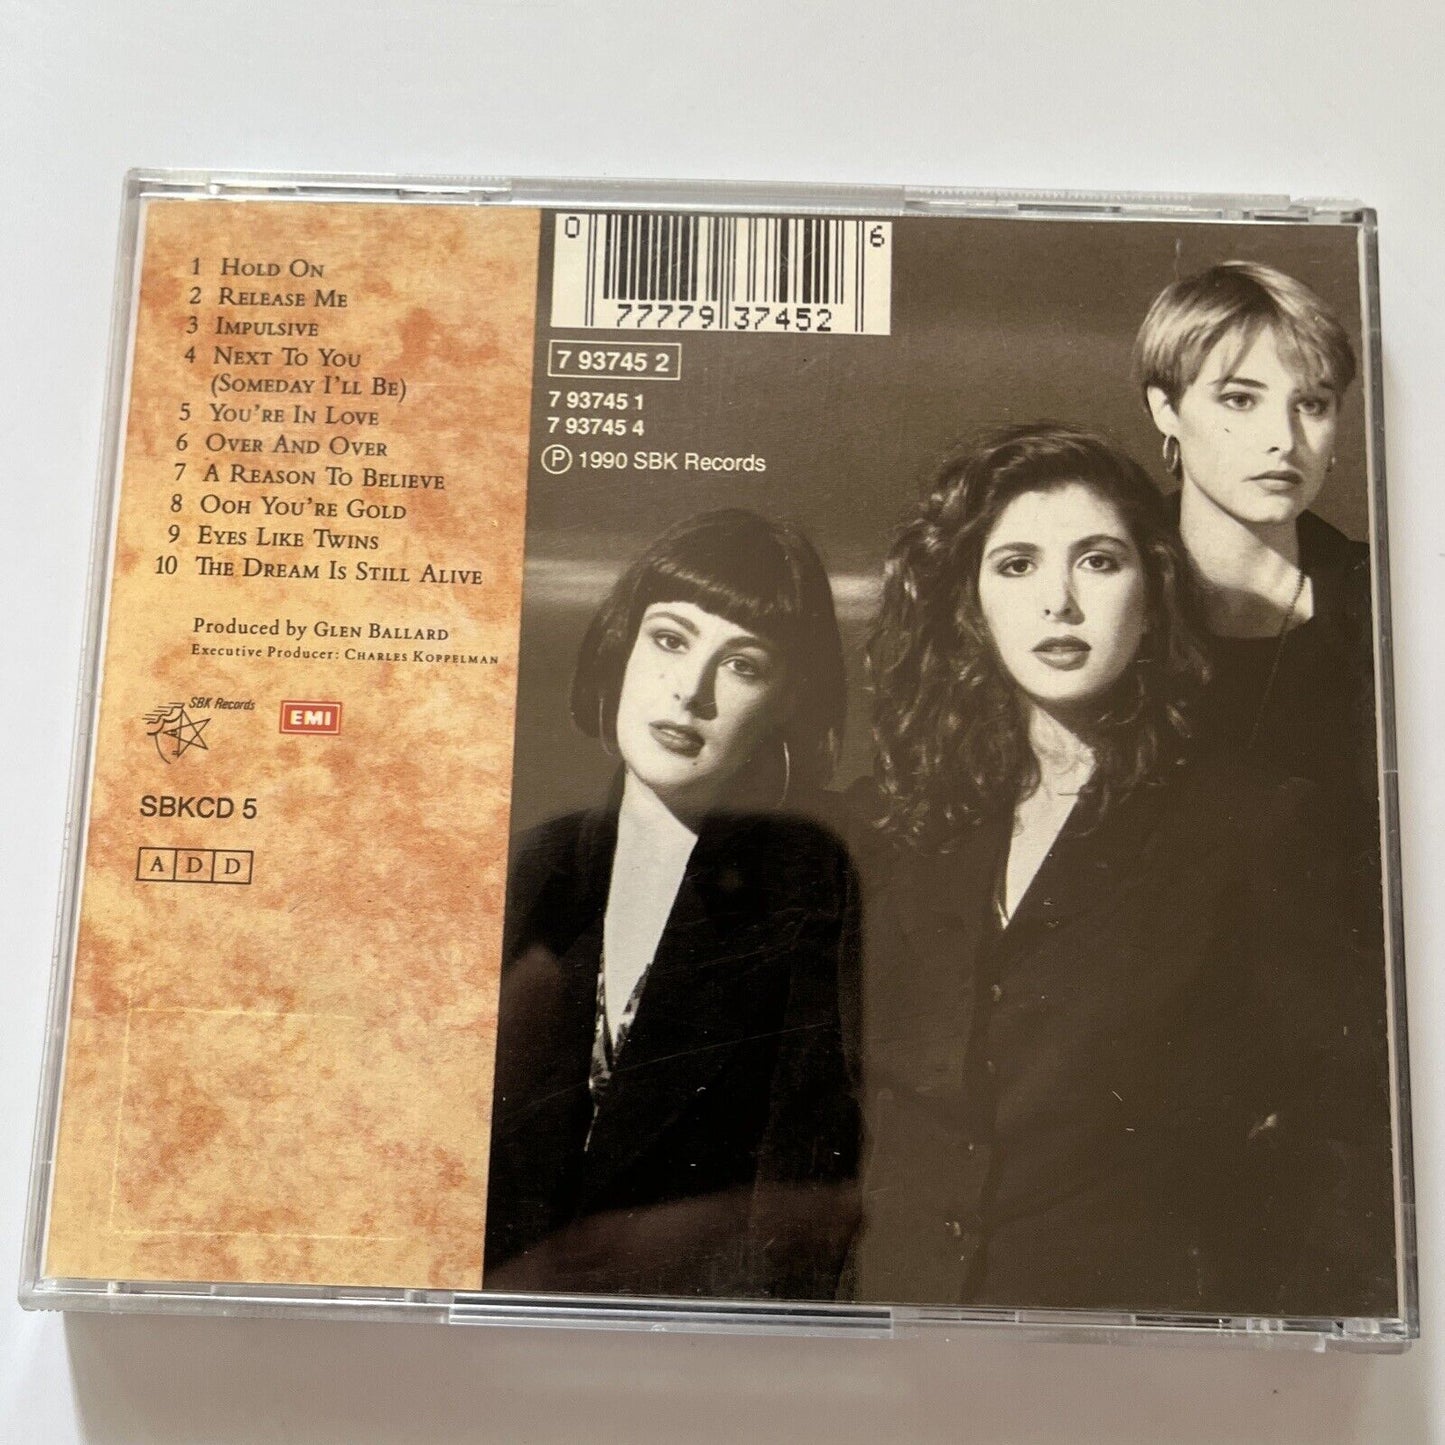 1 Hold On
2 Release Me
3 Impulsive
4 Next To You
(Someday I'll Be)
5 You're In Love
6 Over And Over
7 A Reason To Believe
8 Ooh You're Gold
9 Eyes Like Twins
10 The Dream Is Still Alive
Produced by Glen Ballard
Executive Producer: Charles Koppelman
SBK Records
EMI
SBKCD 5
A D D
0 77779 37452 6
7 93745 2
7 93745 1
7 93745 4
Ⓟ 1990 SBK Records